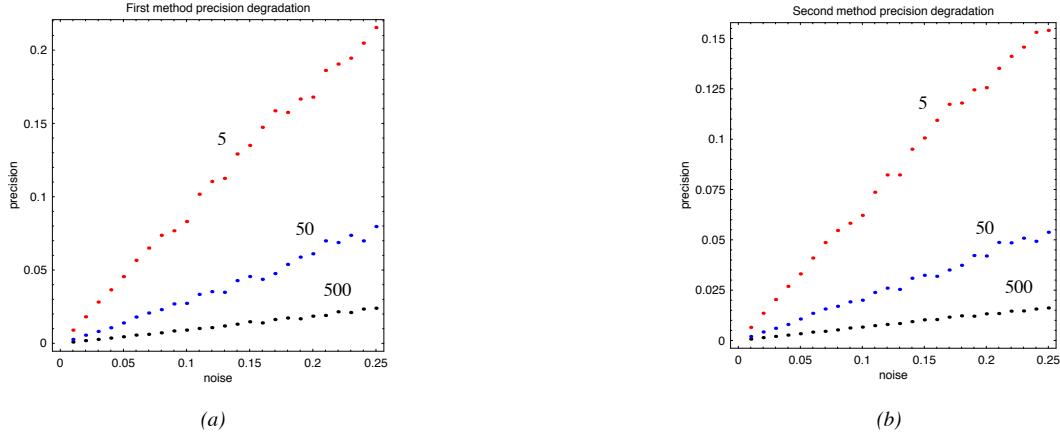 First method precision degradation
0.2
0.15
0.1
0.05
0
precision
5
50
500
0 0.05 0.1 0.15 0.2 0.25
noise
(a)
Second method precision degradation
0.15
0.125
0.1
0.075
0.05
0.025
0
precision
5
50
500
0 0.05 0.1 0.15 0.2 0.25
noise
(b)